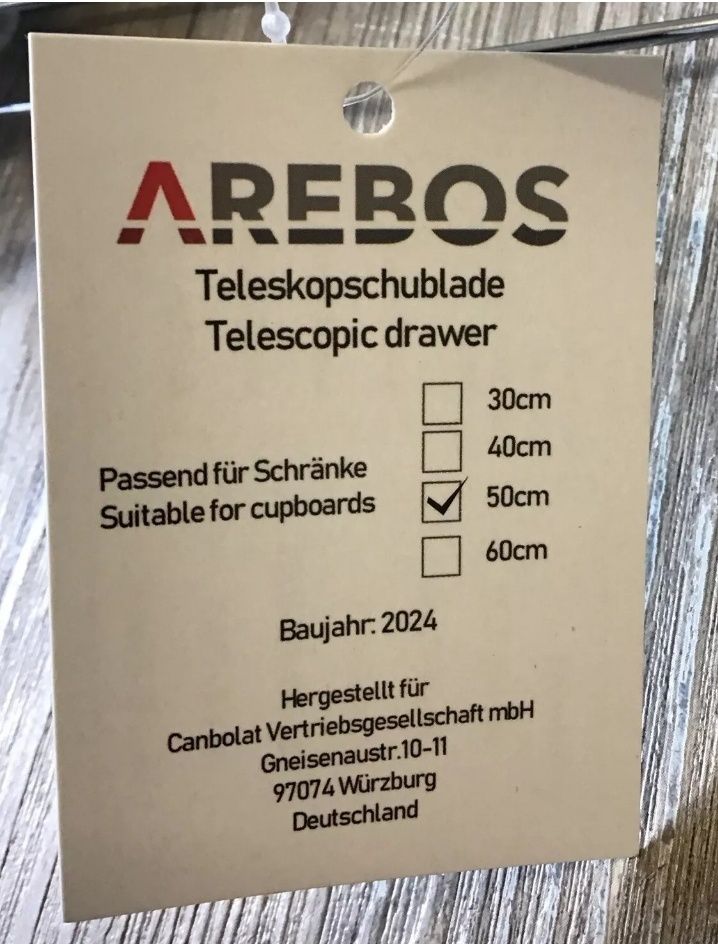 AREBOS
Teleskopschublade
Telescopic drawer
30cm
40cm
Passend für Schränke
Suitable for cupboards
50cm
60cm
Baujahr: 2024
Hergestellt für
Canbolat Vertriebsgesellschaft mbH
Gneisenaustr.10-11
97074 Würzburg
Deutschland